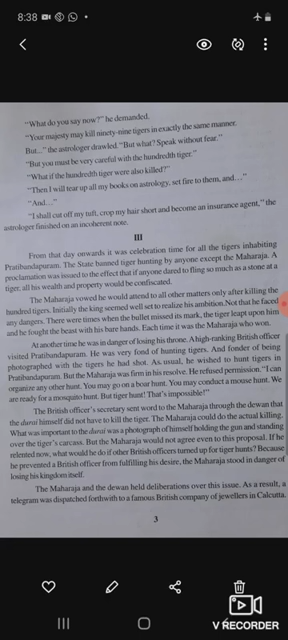 8:38
"What do you say now?" he demanded.
"Your majesty may kill ninety-nine tigers in exactly the same manner.
But..." the astrologer drawled. "But what? Speak without fear."
"But you must be very careful with the hundredth tiger."
"What if the hundredth tiger were also killed?"
"Then I will tear up all my books on astrology, set fire to them, and…"
"And…"
"I shall cut off my tuft, crop my hair short and become an insurance agent," the
astrologer finished on an incoherent note.
III
From that day onwards it was celebration time for all the tigers inhabiting
Pratibandapuram. The State banned tiger hunting by anyone except the Maharaja. A
proclamation was issued to the effect that if anyone dared to fling so much as a stone at a
tiger, all his wealth and property would be confiscated.
The Maharaja vowed he would attend to all other matters only after killing the
hundred tigers. Initially the king seemed well set to realize his ambition. Not that he faced
any dangers. There were times when the bullet missed its mark, the tiger leapt upon him
and he fought the beast with his bare hands. Each time it was the Maharaja who won.
At another time he was in danger of losing his throne. A high-ranking British officer
visited Pratibandapuram. He was very fond of hunting tigers. And fonder of being
photographed with the tigers he had shot. As usual, he wished to hunt tigers in
Pratibandapuram. But the Maharaja was firm in his resolve. He refused permission. "I can
organize any other hunt. You may go on a boar hunt. You may conduct a mouse hunt. We
are ready for a mosquito hunt. But tiger hunt! That's impossible!"
The British officer's secretary sent word to the Maharaja through the dewan that
the durai himself did not have to kill the tiger. The Maharaja could do the actual killing.
What was important to the durai was a photograph of himself holding the gun and standing
over the tiger's carcass. But the Maharaja would not agree even to this proposal. If he
relented now, what would he do if other British officers turned up for tiger hunts? Because
he prevented a British officer from fulfilling his desire, the Maharaja stood in danger of
losing his kingdom itself.
The Maharaja and the dewan held deliberations over this issue. As a result, a
telegram was dispatched forthwith to a famous British company of jewellers in Calcutta.
3
V RECORDER